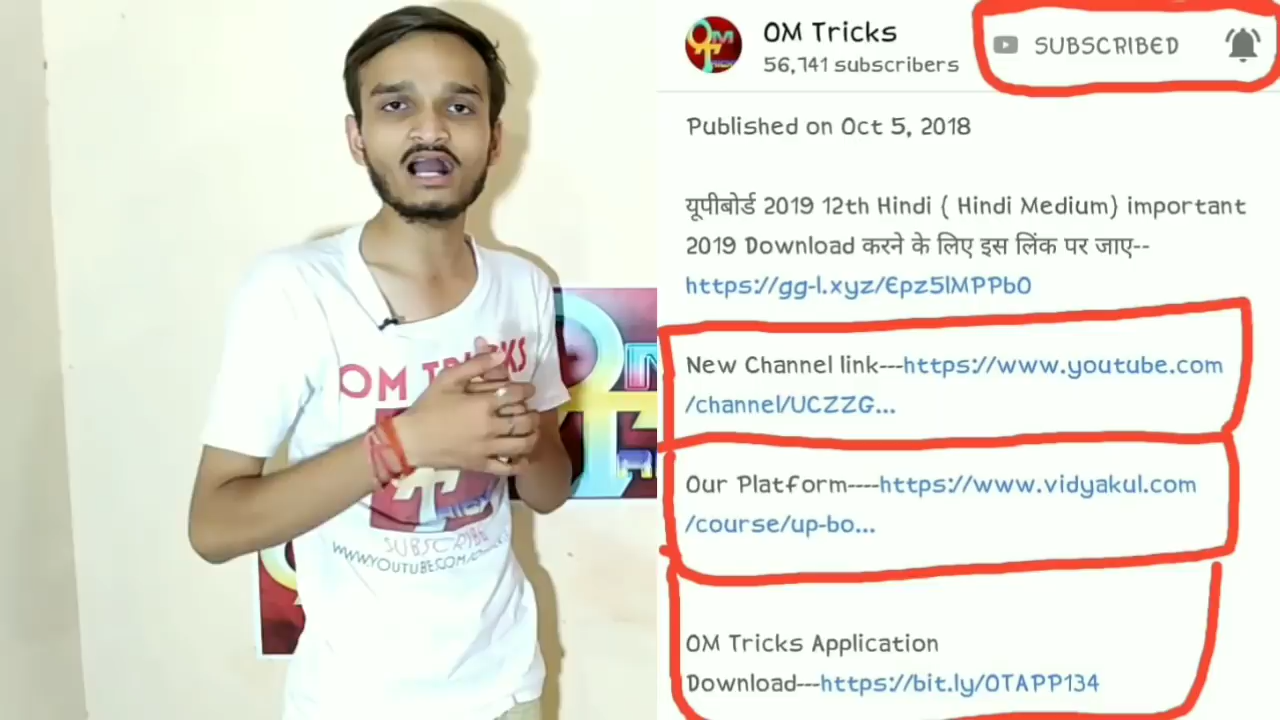 OM Tricks
56,741 subscribers
SUBSCRIBED
Published on Oct 5, 2018
यूपीबोर्ड 2019 12th Hindi ( Hindi Medium) important
2019 Download करने के लिए इस लिंक पर जाए--
https://gg-l.xyz/Epz5lMPPb0
New Channel link---https://www.youtube.com
/channel/UCZZG...
Our Platform----https://www.vidyakul.com
/course/up-bo...
OM Tricks Application
Download---https://bit.ly/OTAPP134
OM TRICKS
SUBSCRIBE